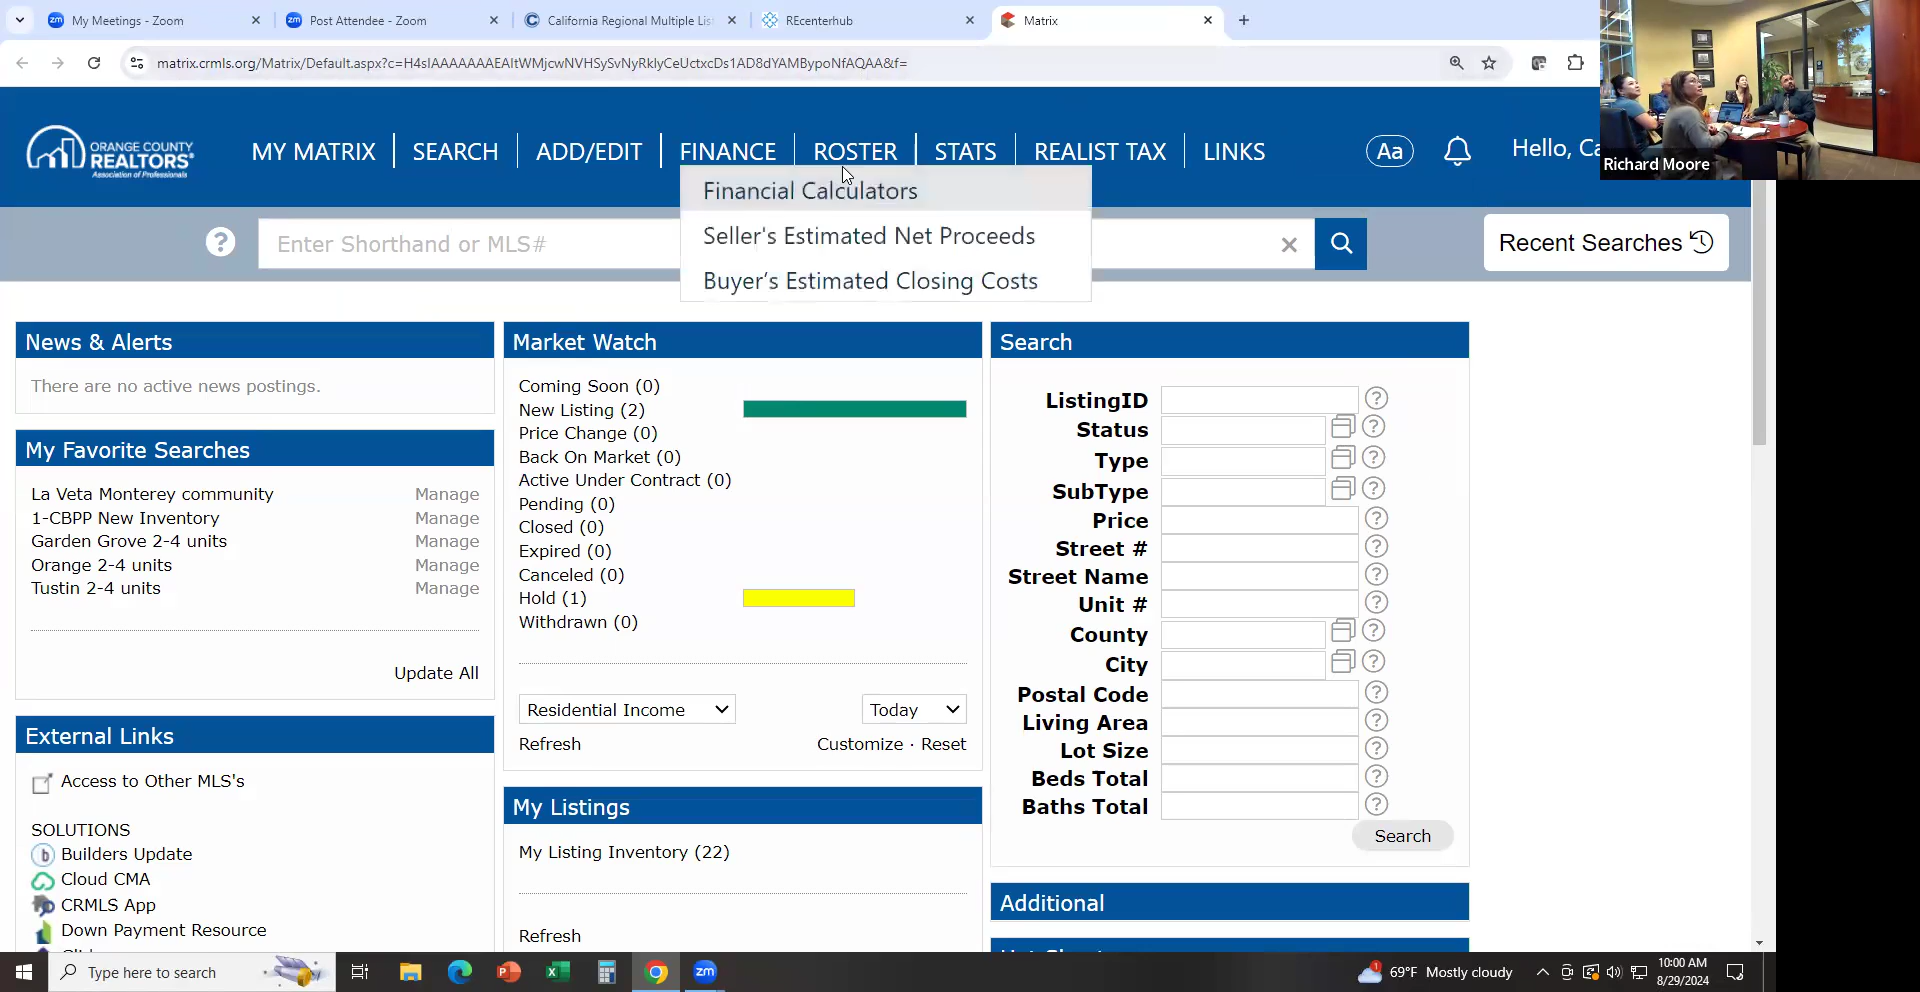 My Meetings - Zoom
Post Attendee - Zoom
California Regional Multiple Lis
REcenterhub
Matrix
matrix.crmls.org/Matrix/Default.aspx?c=H4sIAAAAAAAEAItWMjcwNVHSySvNyRklyCeUctxcDs1AD8dYAMBypoNfAQAA&f=
ORANGE COUNTY
REALTORS®
Association of Professionals
MY MATRIX
SEARCH
ADD/EDIT
FINANCE
ROSTER
STATS
REALIST TAX
LINKS
Aa
Hello, Ca
Richard Moore
Financial Calculators
Seller's Estimated Net Proceeds
Buyer’s Estimated Closing Costs
Enter Shorthand or MLS#
Recent Searches
News & Alerts
There are no active news postings.
My Favorite Searches
La Veta Monterey community Manage
1-CBPP New Inventory Manage
Garden Grove 2-4 units Manage
Orange 2-4 units Manage
Tustin 2-4 units Manage
Update All
External Links
Access to Other MLS's
SOLUTIONS
Builders Update
Cloud CMA
CRMLS App
Down Payment Resource
Market Watch
Coming Soon (0)
New Listing (2)
Price Change (0)
Back On Market (0)
Active Under Contract (0)
Pending (0)
Closed (0)
Expired (0)
Canceled (0)
Hold (1)
Withdrawn (0)
Residential Income
Today
Refresh
Customize · Reset
My Listings
My Listing Inventory (22)
Refresh
Search
ListingID
Status
Type
SubType
Price
Street #
Street Name
Unit #
County
City
Postal Code
Living Area
Lot Size
Beds Total
Baths Total
Search
Additional
Type here to search
69°F Mostly cloudy
10:00 AM
8/29/2024